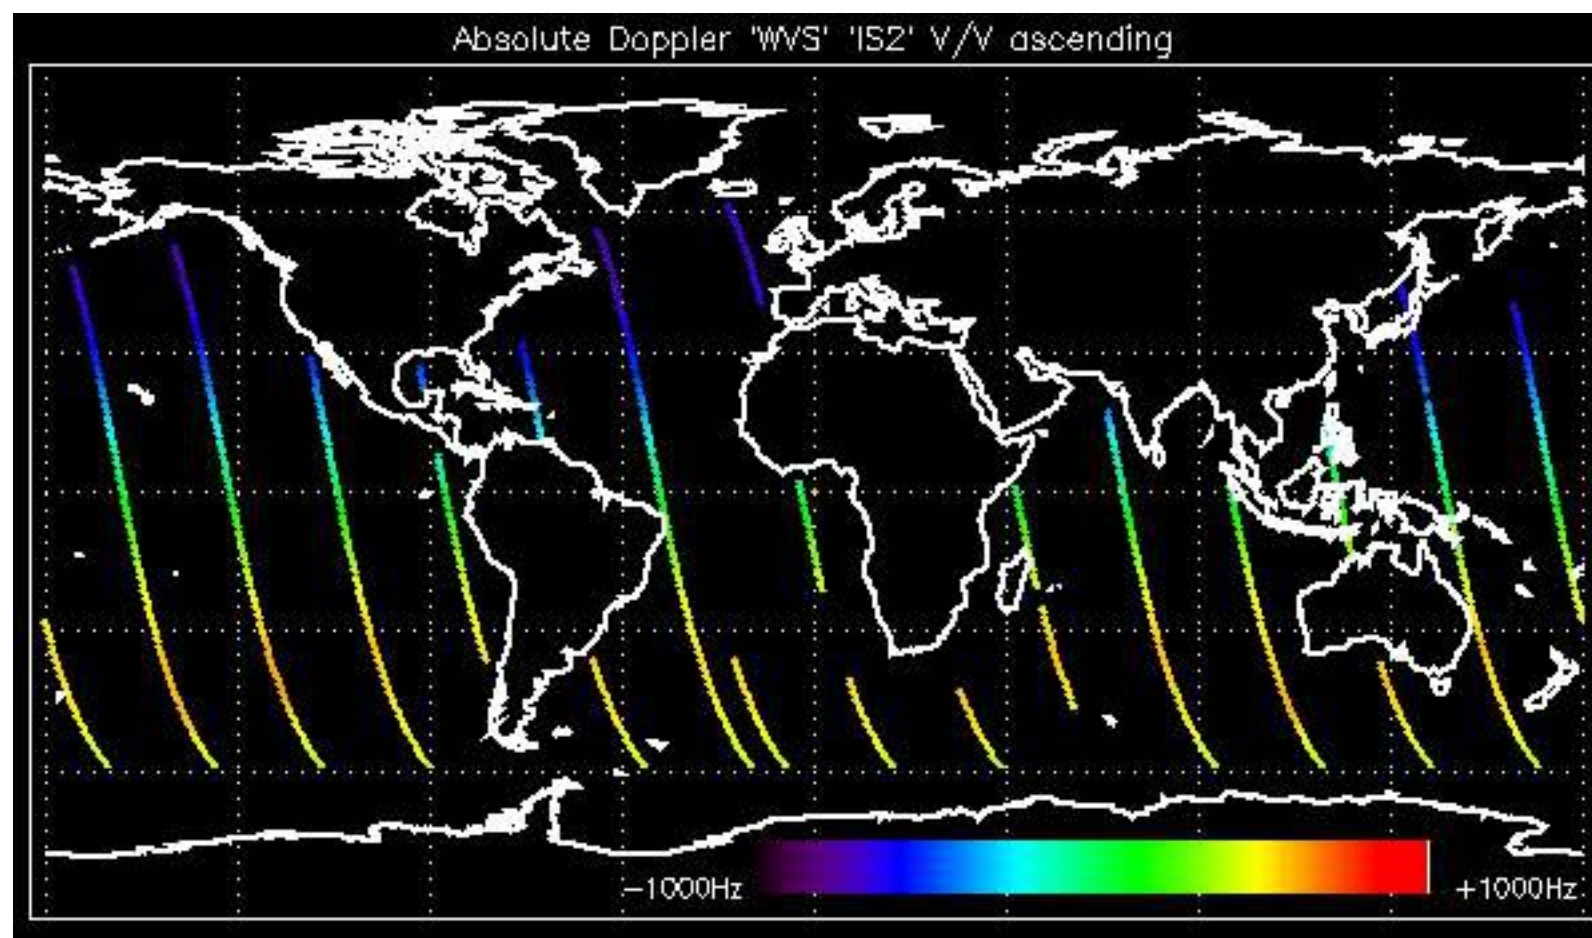 Absolute Doppler 'WVS' 'IS2' V/V ascending
-1000Hz +1000Hz